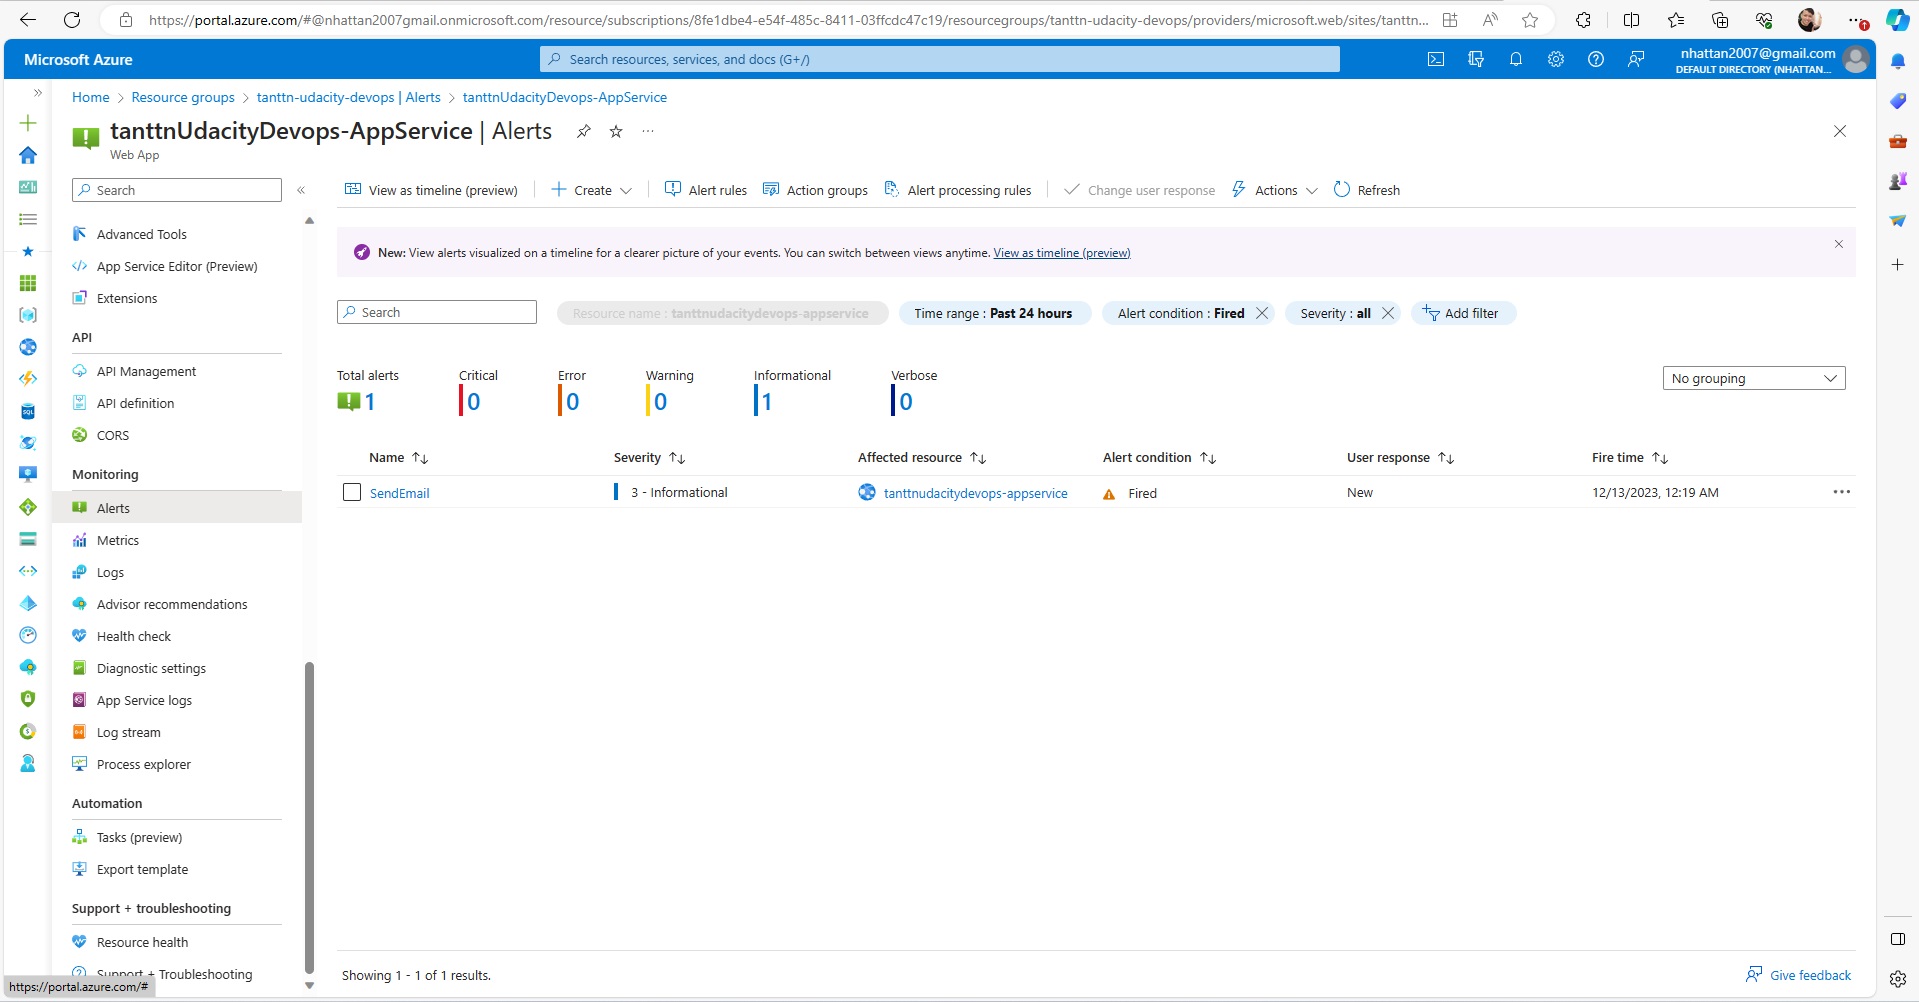 https://portal.azure.com/#@nhattan2007gmail.onmicrosoft.com/resource/subscriptions/8fe1dbe4-e54f-485c-8411-03ffcdc47c19/resourcegroups/tanttn-udacity-devops/providers/microsoft.web/sites/tanttn...
Microsoft Azure
Search resources, services, and docs (G+/)
nhattan2007@gmail.com
DEFAULT DIRECTORY (NHATTAN...
Home > Resource groups > tanttn-udacity-devops | Alerts > tanttnUdacityDevops-AppService
tanttnUdacityDevops-AppService | Alerts
Web App
Search
Advanced Tools
App Service Editor (Preview)
Extensions
API
API Management
API definition
CORS
Monitoring
Alerts
Metrics
Logs
Advisor recommendations
Health check
Diagnostic settings
App Service logs
Log stream
Process explorer
Automation
Tasks (preview)
Export template
Support + troubleshooting
Resource health
Support + Troubleshooting
https://portal.azure.com/#
View as timeline (preview) Create Alert rules Action groups Alert processing rules Change user response Actions Refresh
New: View alerts visualized on a timeline for a clearer picture of your events. You can switch between views anytime. View as timeline (preview)
Search Resource name : tanttnudacitydevops-appservice Time range : Past 24 hours Alert condition : Fired Severity : all Add filter
Total alerts Critical Error Warning Informational Verbose
1 0 0 0 1 0
No grouping
Name Severity Affected resource Alert condition User response Fire time
SendEmail 3 - Informational tanttnudacitydevops-appservice Fired New 12/13/2023, 12:19 AM
Showing 1 - 1 of 1 results.
Give feedback